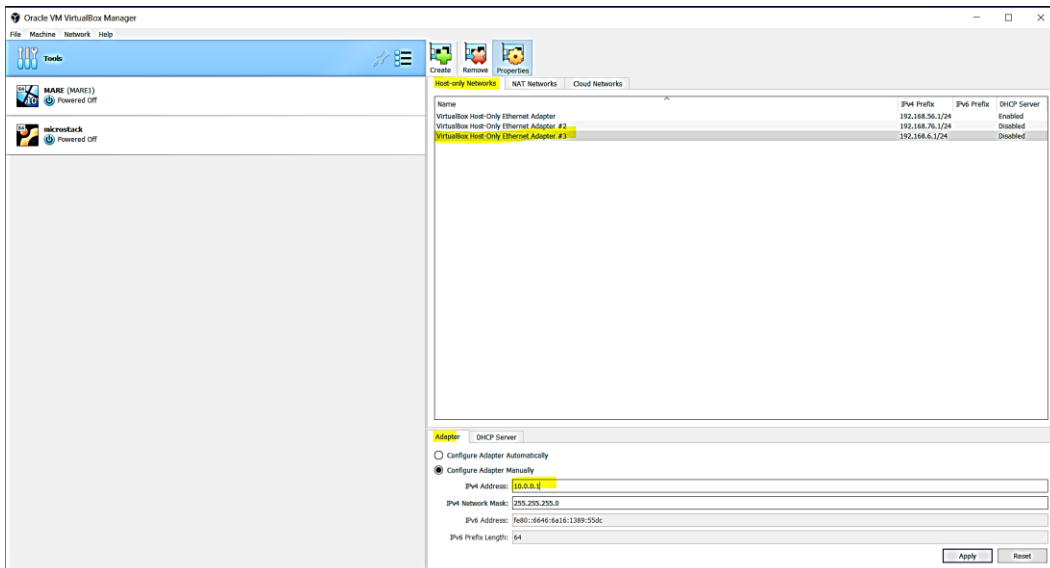 Oracle VM VirtualBox Manager
File Machine Network Help
Tools
Create Remove Properties
MARE (MARE1)
Powered Off
microstack
Powered Off
Host-only Networks NAT Networks Cloud Networks
Name IPv4 Prefix IPv6 Prefix DHCP Server
VirtualBox Host-Only Ethernet Adapter 192.168.56.1/24 Enabled
VirtualBox Host-Only Ethernet Adapter #2 192.168.76.1/24 Disabled
VirtualBox Host-Only Ethernet Adapter #3 192.168.6.1/24 Disabled
Adapter DHCP Server
Configure Adapter Automatically
Configure Adapter Manually
IPv4 Address: 10.0.0.1
IPv4 Network Mask: 255.255.255.0
IPv6 Address: fe80::6646:6a16:1389:55dc
IPv6 Prefix Length: 64
Apply Reset